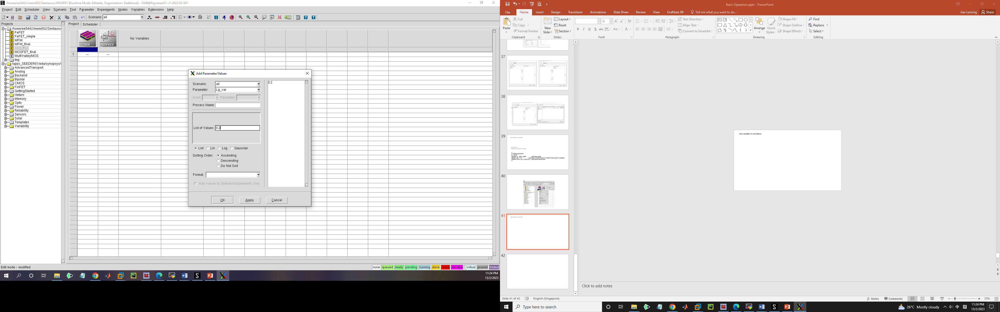 /home/ee5442/imem002/Sentaurus/MOSFET (Runtime Mode: Editable, Organization: Traditional) - SWB@Feynman01 vT-2022.03-SP1
Project Edit Scheduler View Scenario Tool Parameter Experiments Nodes Variables Extensions Help
Scenario: all
Projects
/home/ee5442/imem002/Sentaurus
FeFET
FeFET_simple
MFM
MFM_final
MOSFET_final
MultiValleyMOS
tmp
/apps_SEEDER01/eda/synopsys/s
AdvancedTransport
Analog
Backend
Bipolar
CMOS
FinFET
GettingStarted
Hetero
Memory
Opto
Power
Reliability
Sensors
Solar
Templates
Variability
Project Scheduler
SDE SDEVICE No Variables
1 -- --
Add Parameter/Values
Scenario: all
Parameter: Lg_var
Insert Parameter
Process Name:
List of Values: 0.2
List Lin Log Gaussian
Sorting Order: Ascending
Descending
Do Not Sort
Format:
Add Values to Selected Experiments Only
0.2
OK Apply Cancel
Edit mode - modified
none queued ready pending running done failed aborted virtual pruned folded
11:24 PM
13/2/2023
Basic Opeartion.pptx - PowerPoint
File Home Insert Design Transitions Animations Slide Show Review View EndNote X9 Tell me what you want to do...
Jiao Leming Share
Paste
Cut
Copy
Format Painter
Clipboard
New
Slide
Layout
Reset
Section
Slides
18
B I U S abc AV Aa A
Font
Text Direction
Align Text
Convert to SmartArt
Paragraph
Arrange
Quick
Styles
Shape Fill
Shape Outline
Shape Effects
Drawing
Find
Replace
Select
Editing
37
38
39
40
41
42
Add variables in simulation
Click to add notes
Slide 41 of 42 English (Singapore)
Notes Comments 33%
Type here to search
26°C Mostly cloudy
中
11:24 PM
13/2/2023